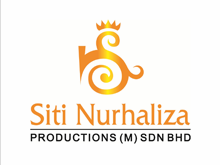 Siti Nurhaliza
PRODUCTIONS (M) SDN BHD